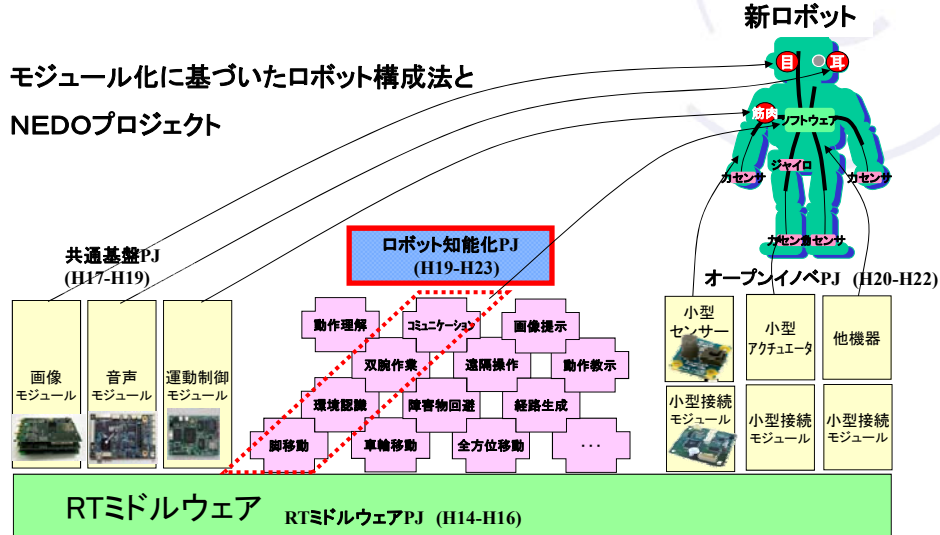 新ロボット
モジュール化に基づいたロボット構成法と
NEDOプロジェクト
目
耳
筋肉
ソフトウェア
ジャイロ
力センサ
力センサ
力センサ
力センサ
共通基盤PJ
(H17-H19)
ロボット知能化PJ
(H19-H23)
オープンイノベPJ (H20-H22)
画像
モジュール
音声
モジュール
運動制御
モジュール
動作理解
コミュニケーション
画像提示
双腕作業
遠隔操作
動作教示
環境認識
障害物回避
経路生成
脚移動
車輪移動
全方位移動
・・・
小型
センサー
小型
アクチュエータ
他機器
小型接続
モジュール
小型接続
モジュール
小型接続
モジュール
RTミドルウェア RTミドルウェアPJ (H14-H16)